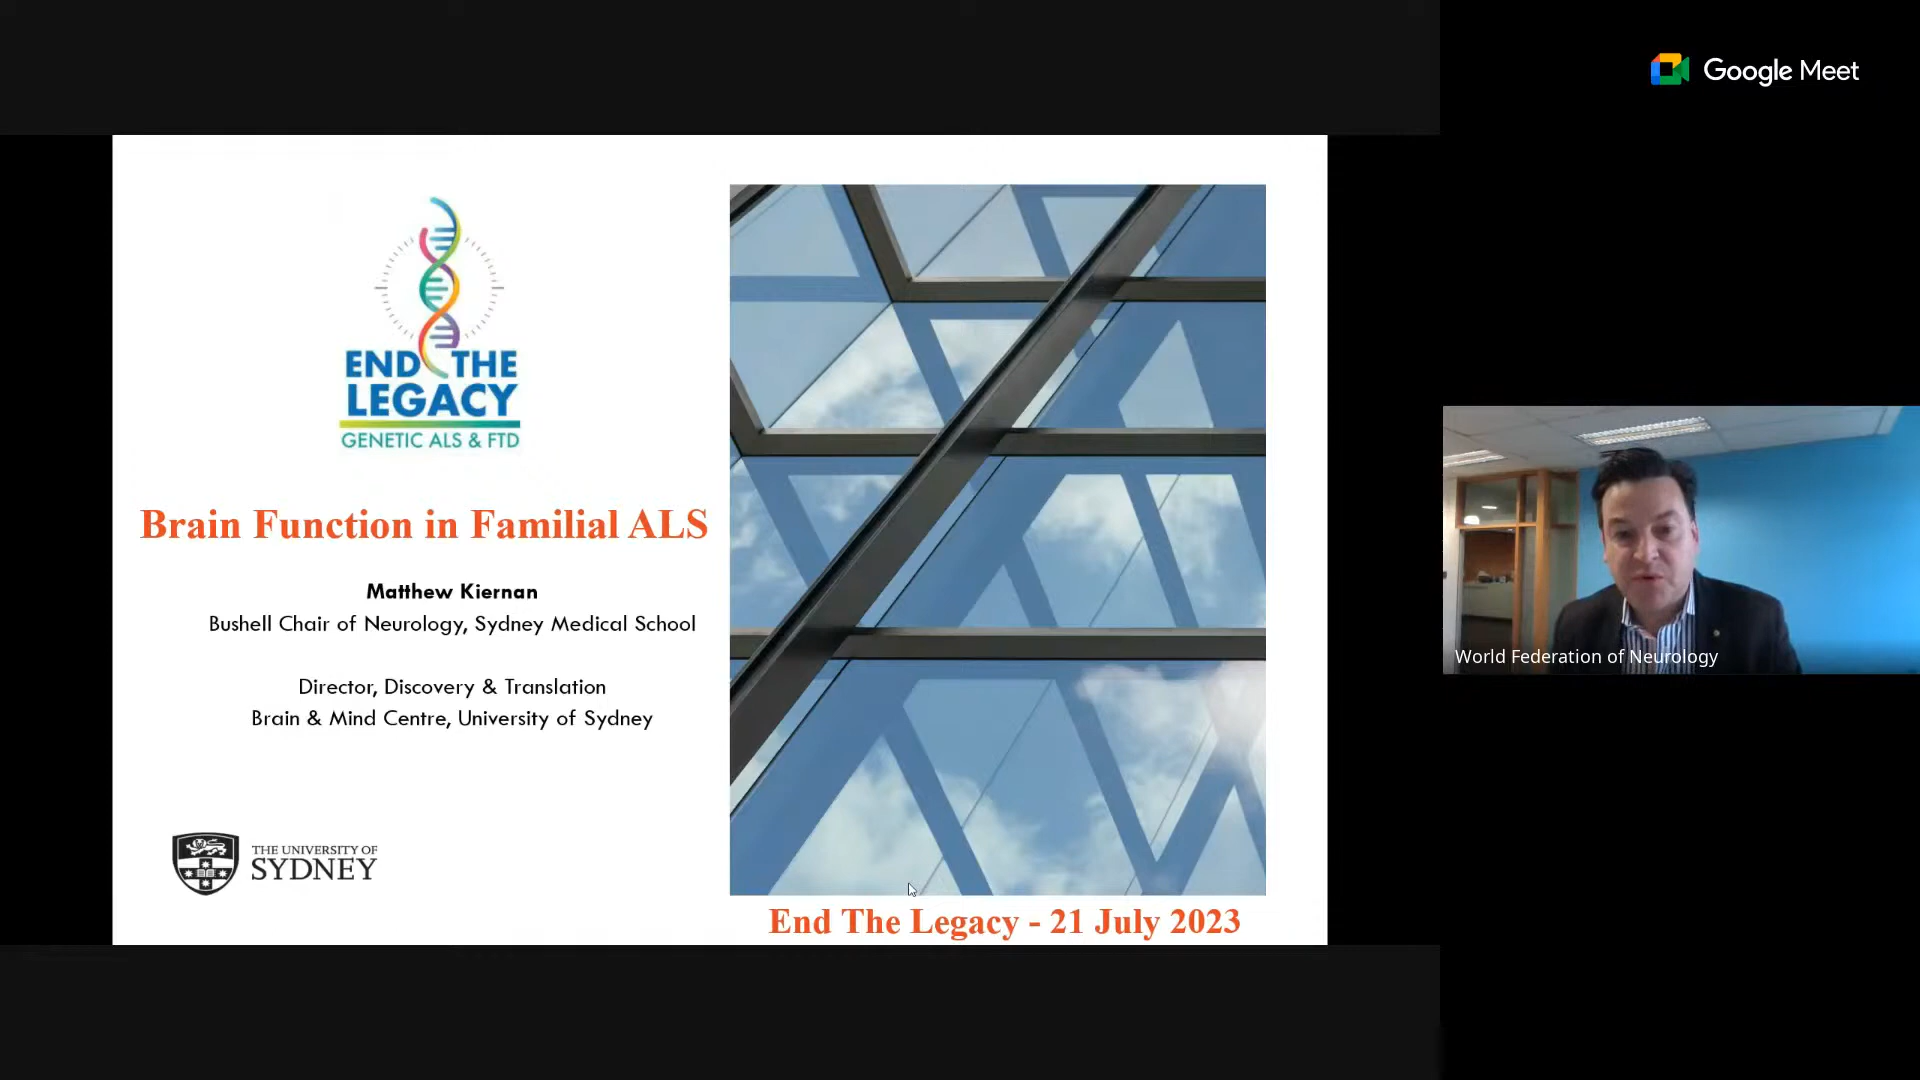 Google Meet
END THE
LEGACY
GENETIC ALS & FTD
Brain Function in Familial ALS
Matthew Kiernan
Bushell Chair of Neurology, Sydney Medical School
Director, Discovery & Translation
Brain & Mind Centre, University of Sydney
THE UNIVERSITY OF
SYDNEY
End The Legacy - 21 July 2023
World Federation of Neurology